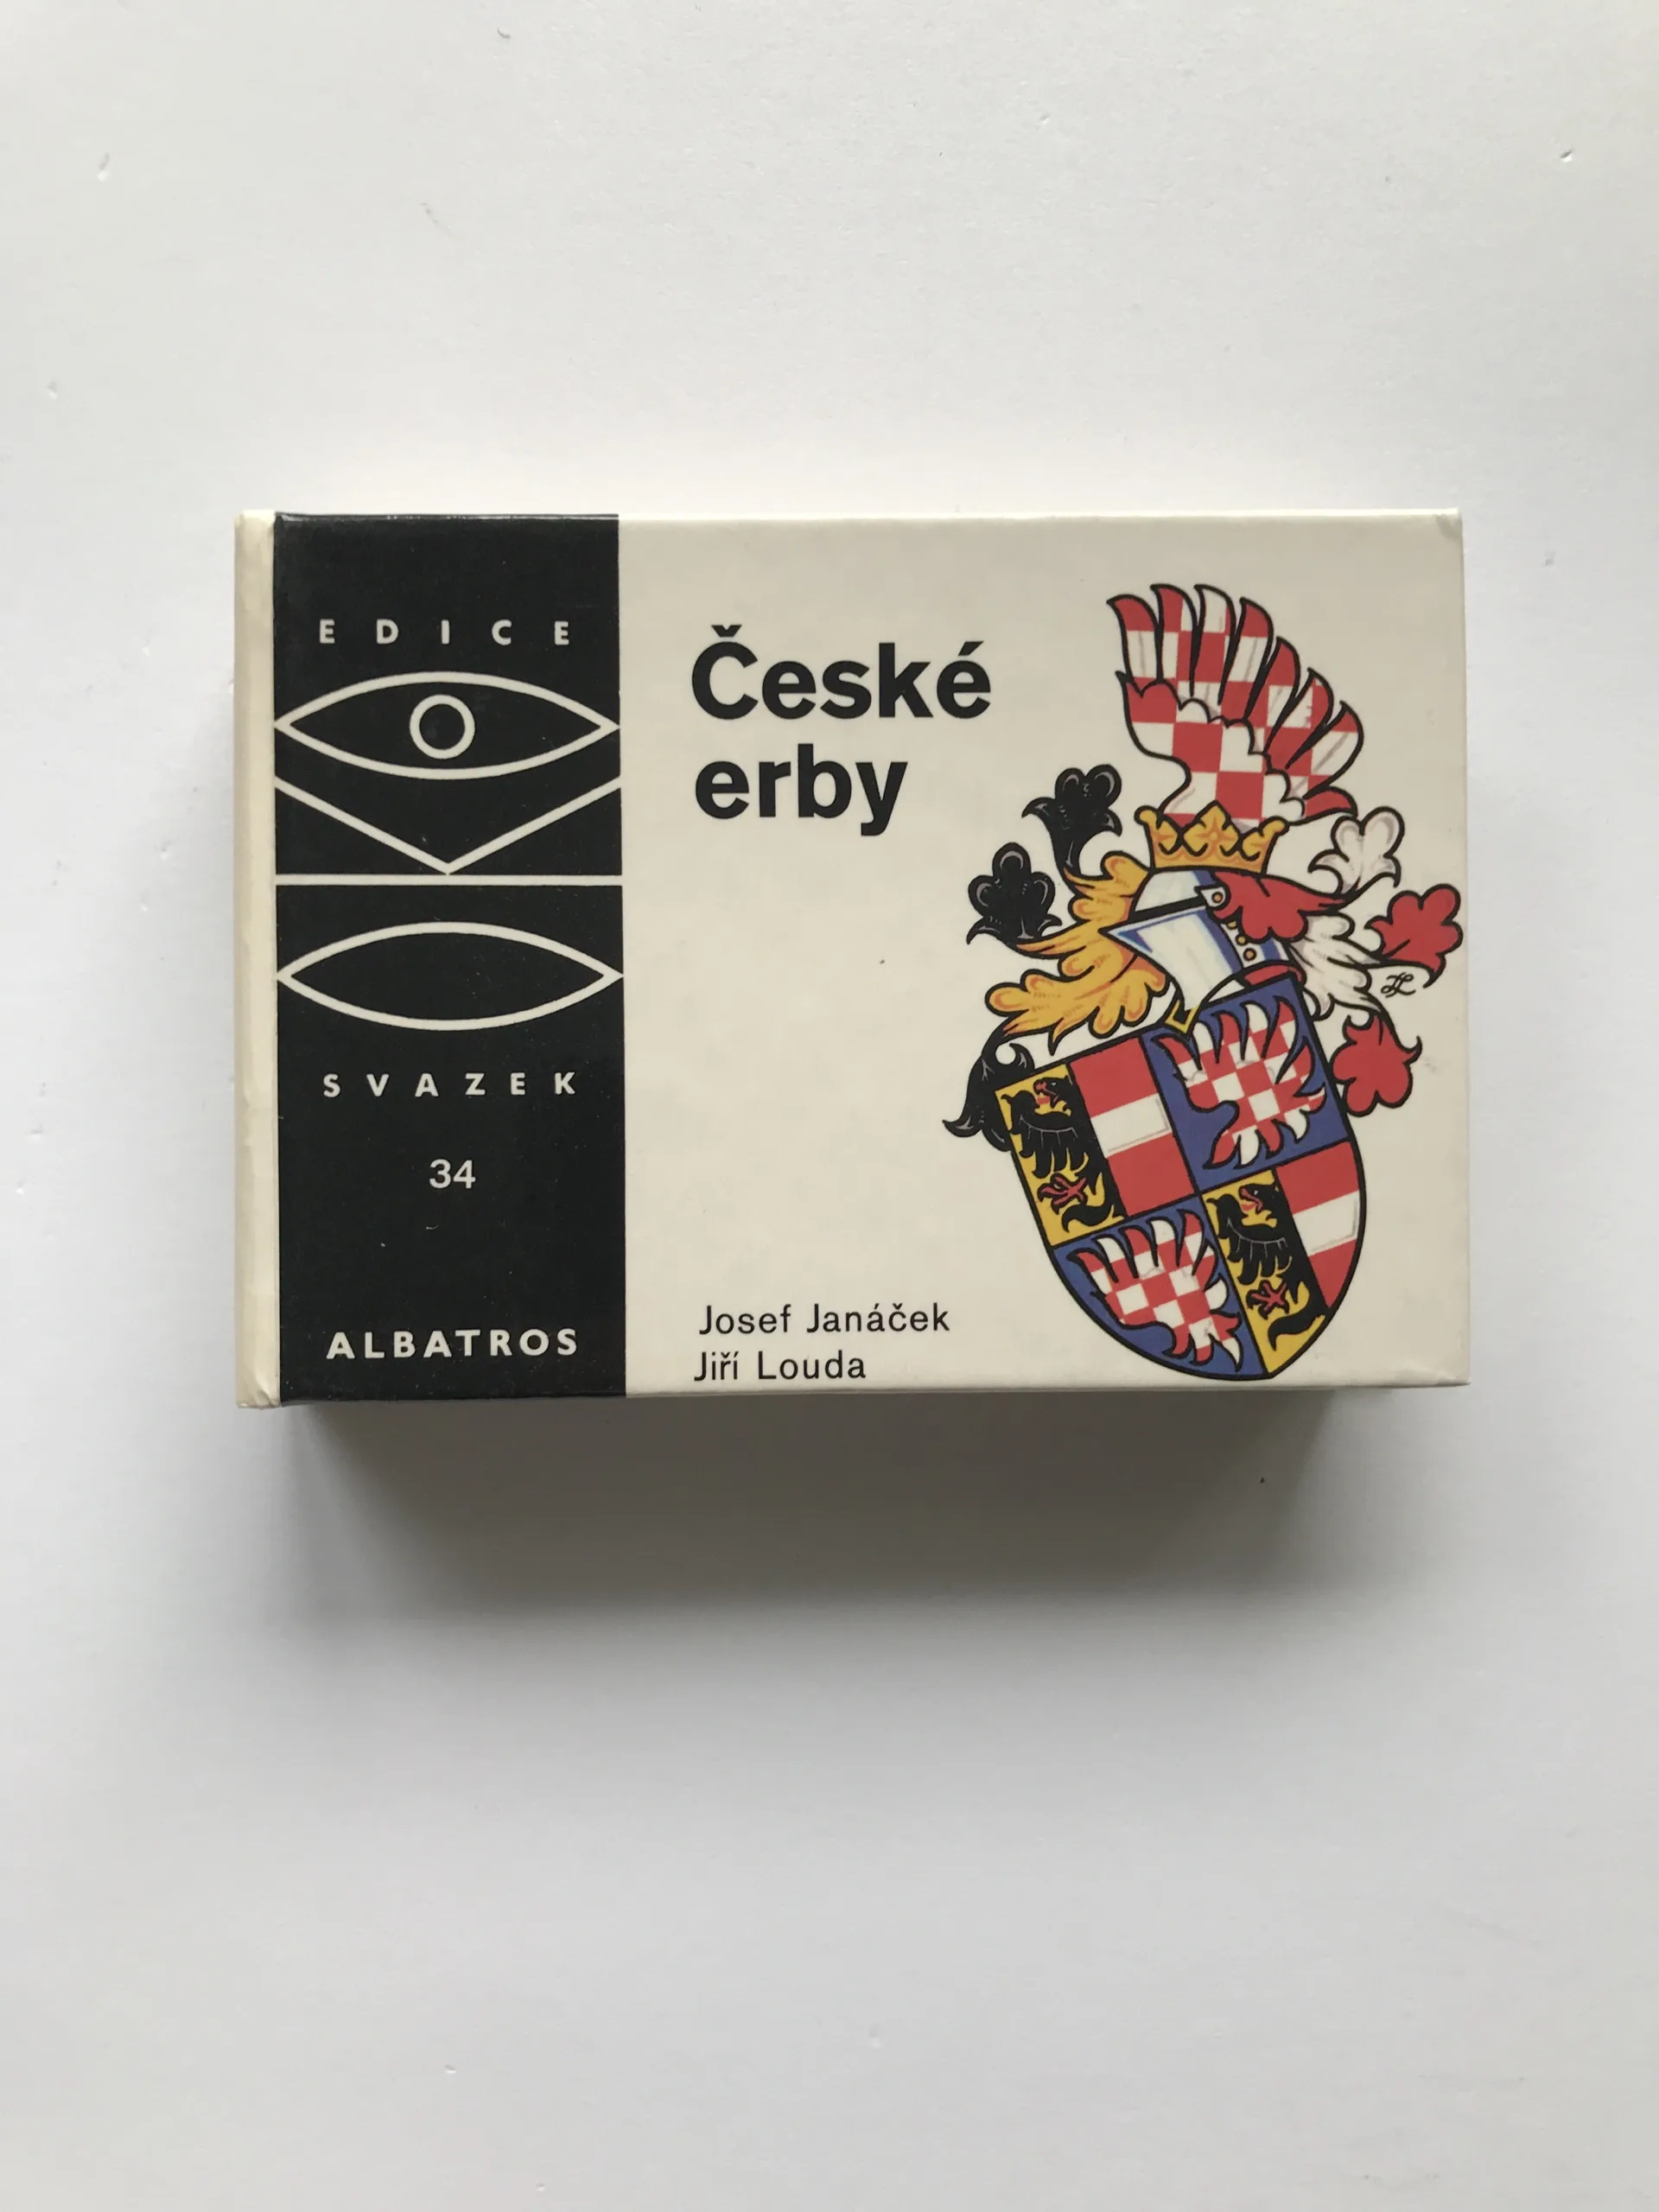 EDICE
SVAZEK
34
ALBATROS
České
erby
Josef Janáček
Jiří Louda